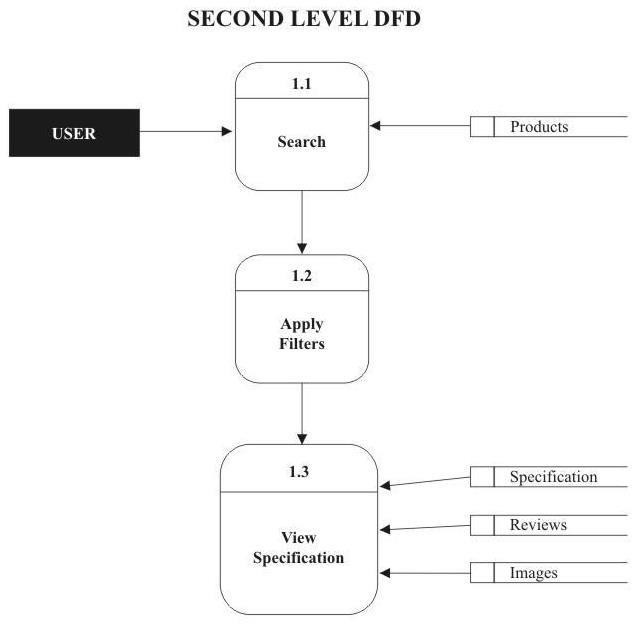 SECOND LEVEL DFD
1.1
USER
Search
Products
1.2
Apply
Filters
1.3
Specification
Reviews
View
Specification
Images